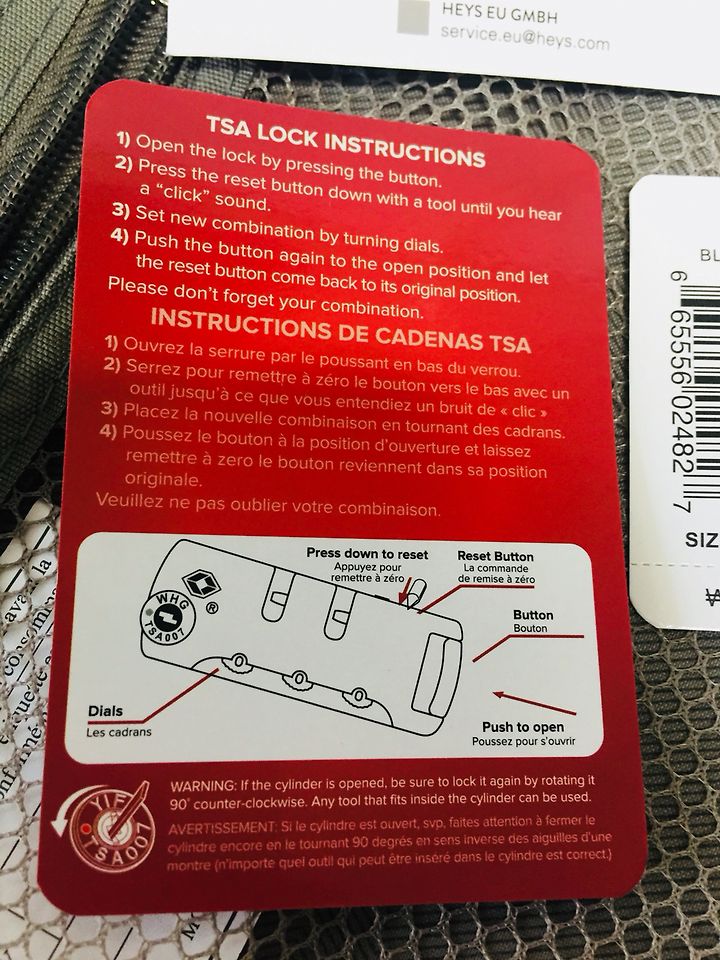 HEYS EU GMBH
service.eu@heys.com
TSA LOCK INSTRUCTIONS
1) Open the lock by pressing the button.
2) Press the reset button down with a tool until you hear
a “click” sound.
3) Set new combination by turning dials.
4) Push the button again to the open position and let
the reset button come back to its original position.
Please don’t forget your combination.
INSTRUCTIONS DE CADENAS TSA
1) Ouvrez la serrure par le poussant en bas du verrou.
2) Serrez pour remettre à zéro le bouton vers le bas avec un
outil jusqu’à ce que vous entendiez un bruit de « clic »
3) Placez la nouvelle combinaison en tournant des cadrans.
4) Poussez le bouton à la position d’ouverture et laissez
remettre à zero le bouton reviennent dans sa position
originale.
Veuillez ne pas oublier votre combinaison.
Press down to reset
Appuyez pour
remettre à zéro
Reset Button
La commande
de remise à zéro
Button
Bouton
WHG
TSA007
®
Dials
Les cadrans
Push to open
Poussez pour s’ouvrir
WARNING: If the cylinder is opened, be sure to lock it again by rotating it
90° counter-clockwise. Any tool that fits inside the cylinder can be used.
YIF
TSA007
AVERTISSEMENT: Si le cylindre est ouvert, svp, faites attention à fermer le
cylindre encore en le tournant 90 degrés en sens inverse des aiguilles d’une
montre (n’importe quel outil qui peut être inséré dans le cylindre est correct.)
BL
6 65556 02482 7
SIZ